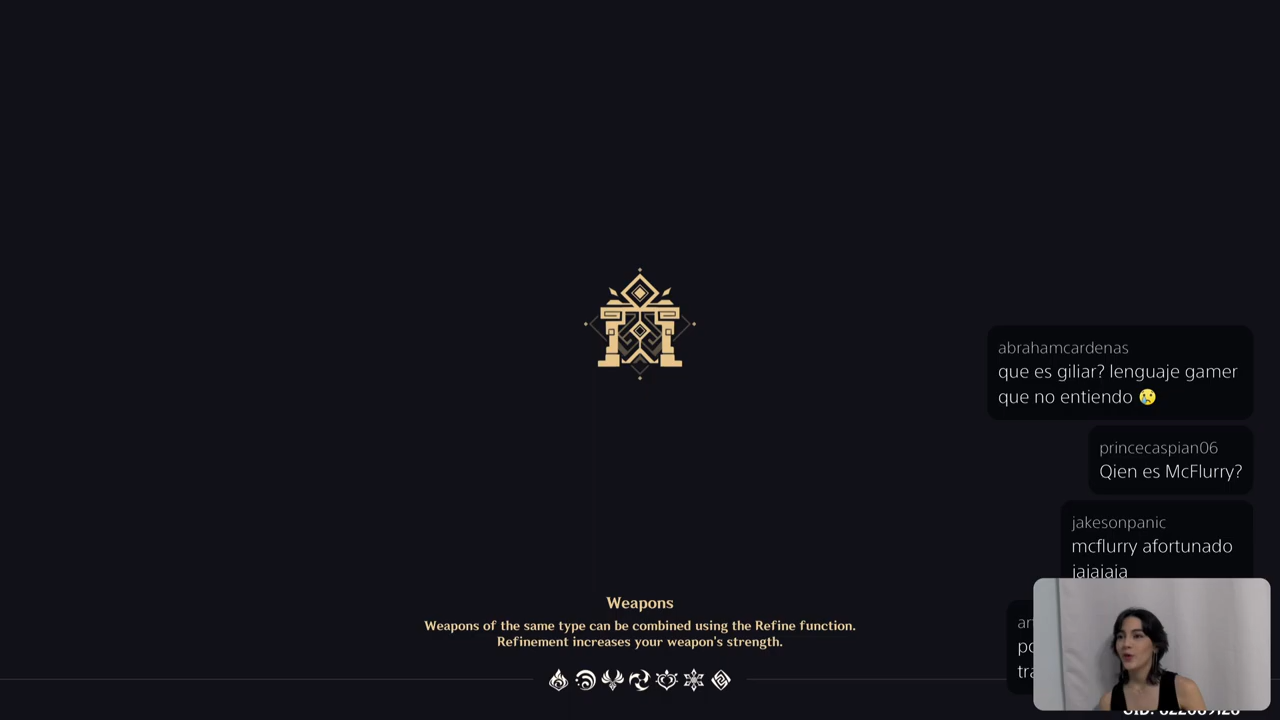 abrahamcardenas
que es giliar? lenguaje gamer
que no entiendo 😢
princecaspian06
Qien es McFlurry?
jakesonpanic
mcflurry afortunado
jajajaja
Weapons
Weapons of the same type can be combined using the Refine function.
Refinement increases your weapon's strength.